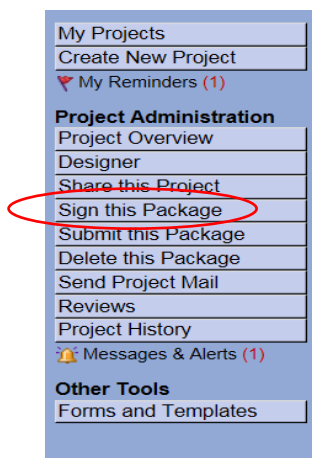 My Projects
Create New Project
My Reminders (1)
Project Administration
Project Overview
Designer
Share this Project
Sign this Package
Submit this Package
Delete this Package
Send Project Mail
Reviews
Project History
Messages & Alerts (1)
Other Tools
Forms and Templates